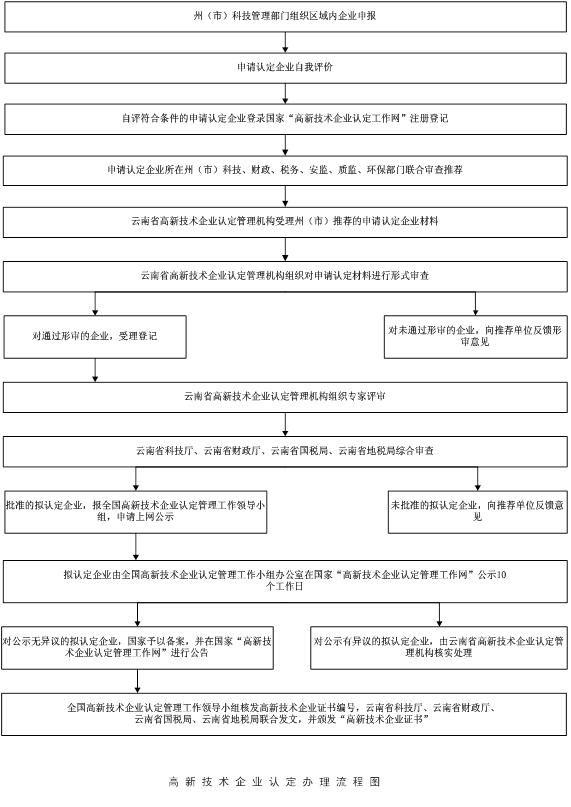 州（市）科技管理部门组织区域内企业申报
申请认定企业自我评价
自评符合条件的申请认定企业登录国家“高新技术企业认定工作网”注册登记
申请认定企业所在州（市）科技、财政、税务、安监、质监、环保部门联合审查推荐
云南省高新技术企业认定管理机构受理州（市）推荐的申请认定企业材料
云南省高新技术企业认定管理机构组织对申请认定材料进行形式审查
对通过形审的企业，受理登记
对未通过形审的企业，向推荐单位反馈形
审意见
云南省高新技术企业认定管理机构组织专家评审
云南省科技厅、云南省财政厅、云南省国税局、云南省地税局综合审查
批准的拟认定企业，报全国高新技术企业认定管理工作领导小
组，申请上网公示
未批准的拟认定企业，向推荐单位反馈意
见
拟认定企业由全国高新技术企业认定管理工作小组办公室在国家“高新技术企业认定管理工作网”公示10
个工作日
对公示无异议的拟认定企业，国家予以备案，并在国家“高新技
术企业认定管理工作网”进行公告
对公示有异议的拟认定企业，由云南省高新技术企业认定管
理机构核实处理
全国高新技术企业认定管理工作领导小组核发高新技术企业证书编号，云南省科技厅、云南省财政厅、
云南省国税局、云南省地税局联合发文，并颁发“高新技术企业证书”
高新技术企业认定办理流程图